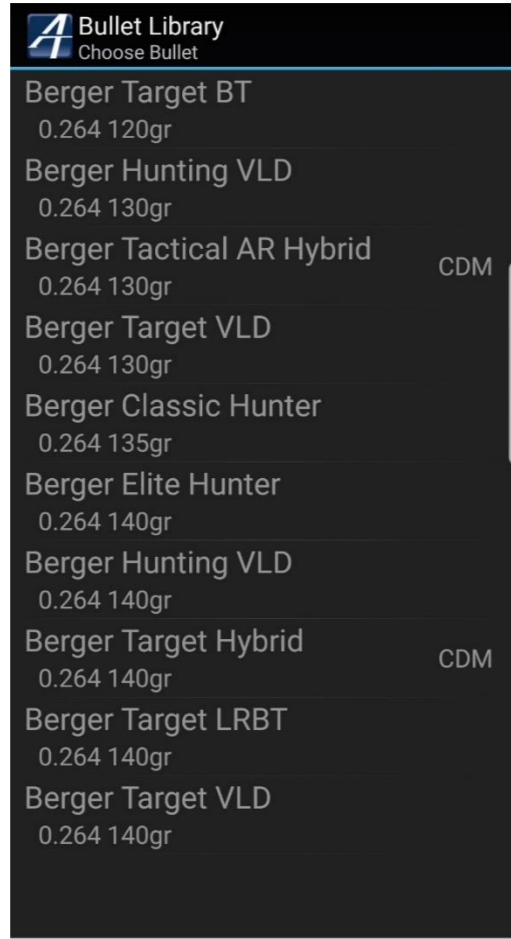 Bullet Library
Choose Bullet
Berger Target BT
0.264 120gr
Berger Hunting VLD
0.264 130gr
Berger Tactical AR Hybrid
CDM
0.264 130gr
Berger Target VLD
0.264 130gr
Berger Classic Hunter
0.264 135gr
Berger Elite Hunter
0.264 140gr
Berger Hunting VLD
0.264 140gr
Berger Target Hybrid
CDM
0.264 140gr
Berger Target LRBT
0.264 140gr
Berger Target VLD
0.264 140gr